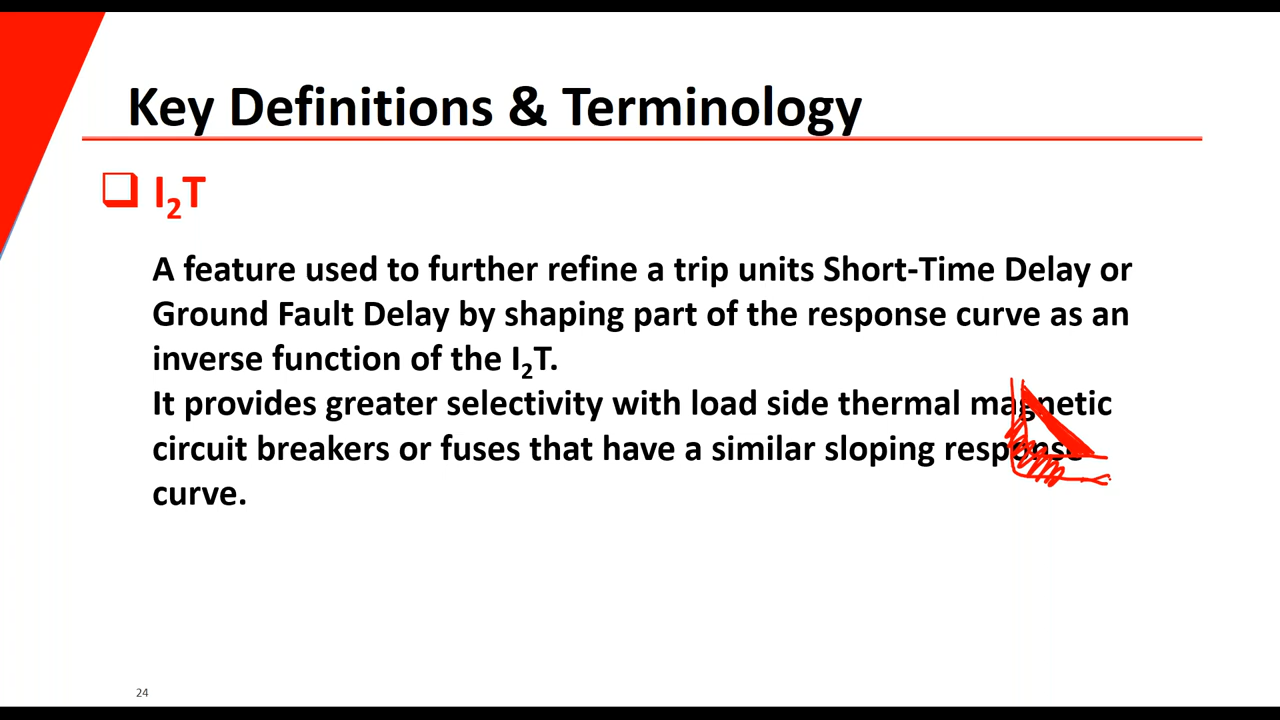 Key Definitions & Terminology
❑ I₂T
A feature used to further refine a trip units Short-Time Delay or
Ground Fault Delay by shaping part of the response curve as an
inverse function of the I₂T.
It provides greater selectivity with load side thermal magnetic
circuit breakers or fuses that have a similar sloping response
curve.
24